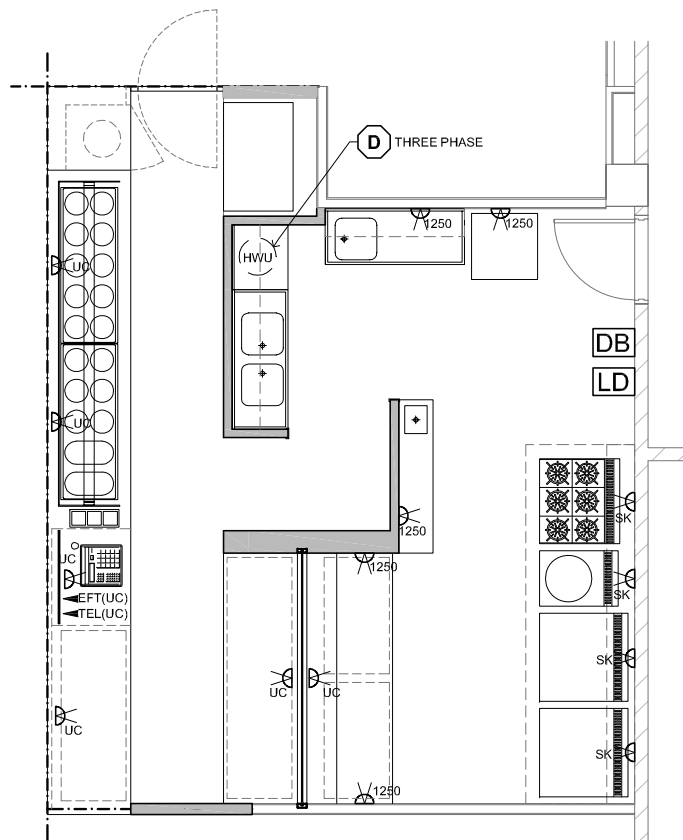 D THREE PHASE
1250
1250
HWU
UC
DB
LD
UC
SK
1250
UC
1250
EFT(UC)
SK
TEL(UC)
SK
UC
UC
UC
SK
1250